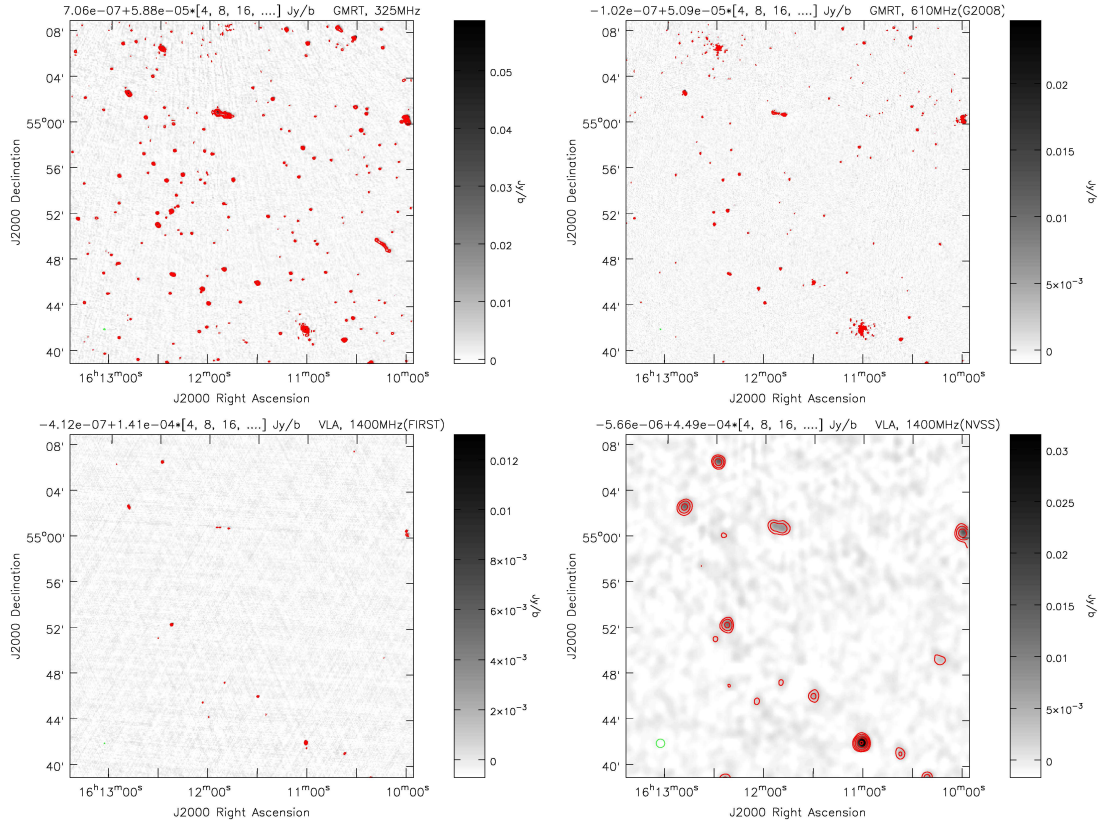 7.06e-07+5.88e-05*[4, 8, 16, ....] Jy/b GMRT, 325MHz
08'
04'
55°00'
56'
52'
48'
44'
40'
J2000 Declination
16ʰ13ᵐ00ˢ
12ᵐ00ˢ
11ᵐ00ˢ
10ᵐ00ˢ
J2000 Right Ascension
0.05
0.04
0.03
0.02
0.01
0
Jy/b
−1.02e-07+5.09e-05*[4, 8, 16, ....] Jy/b GMRT, 610MHz(G2008)
08'
04'
55°00'
56'
52'
48'
44'
40'
J2000 Declination
16ʰ13ᵐ00ˢ
12ᵐ00ˢ
11ᵐ00ˢ
10ᵐ00ˢ
J2000 Right Ascension
0.02
0.015
0.01
5×10⁻³
0
Jy/b
−4.12e-07+1.41e-04*[4, 8, 16, ....] Jy/b VLA, 1400MHz(FIRST)
08'
04'
55°00'
56'
52'
48'
44'
40'
J2000 Declination
16ʰ13ᵐ00ˢ
12ᵐ00ˢ
11ᵐ00ˢ
10ᵐ00ˢ
J2000 Right Ascension
0.012
0.01
8×10⁻³
6×10⁻³
4×10⁻³
2×10⁻³
0
Jy/b
−5.66e-06+4.49e-04*[4, 8, 16, ....] Jy/b VLA, 1400MHz(NVSS)
08'
04'
55°00'
56'
52'
48'
44'
40'
J2000 Declination
16ʰ13ᵐ00ˢ
12ᵐ00ˢ
11ᵐ00ˢ
10ᵐ00ˢ
J2000 Right Ascension
0.03
0.025
0.02
0.015
0.01
5×10⁻³
0
Jy/b